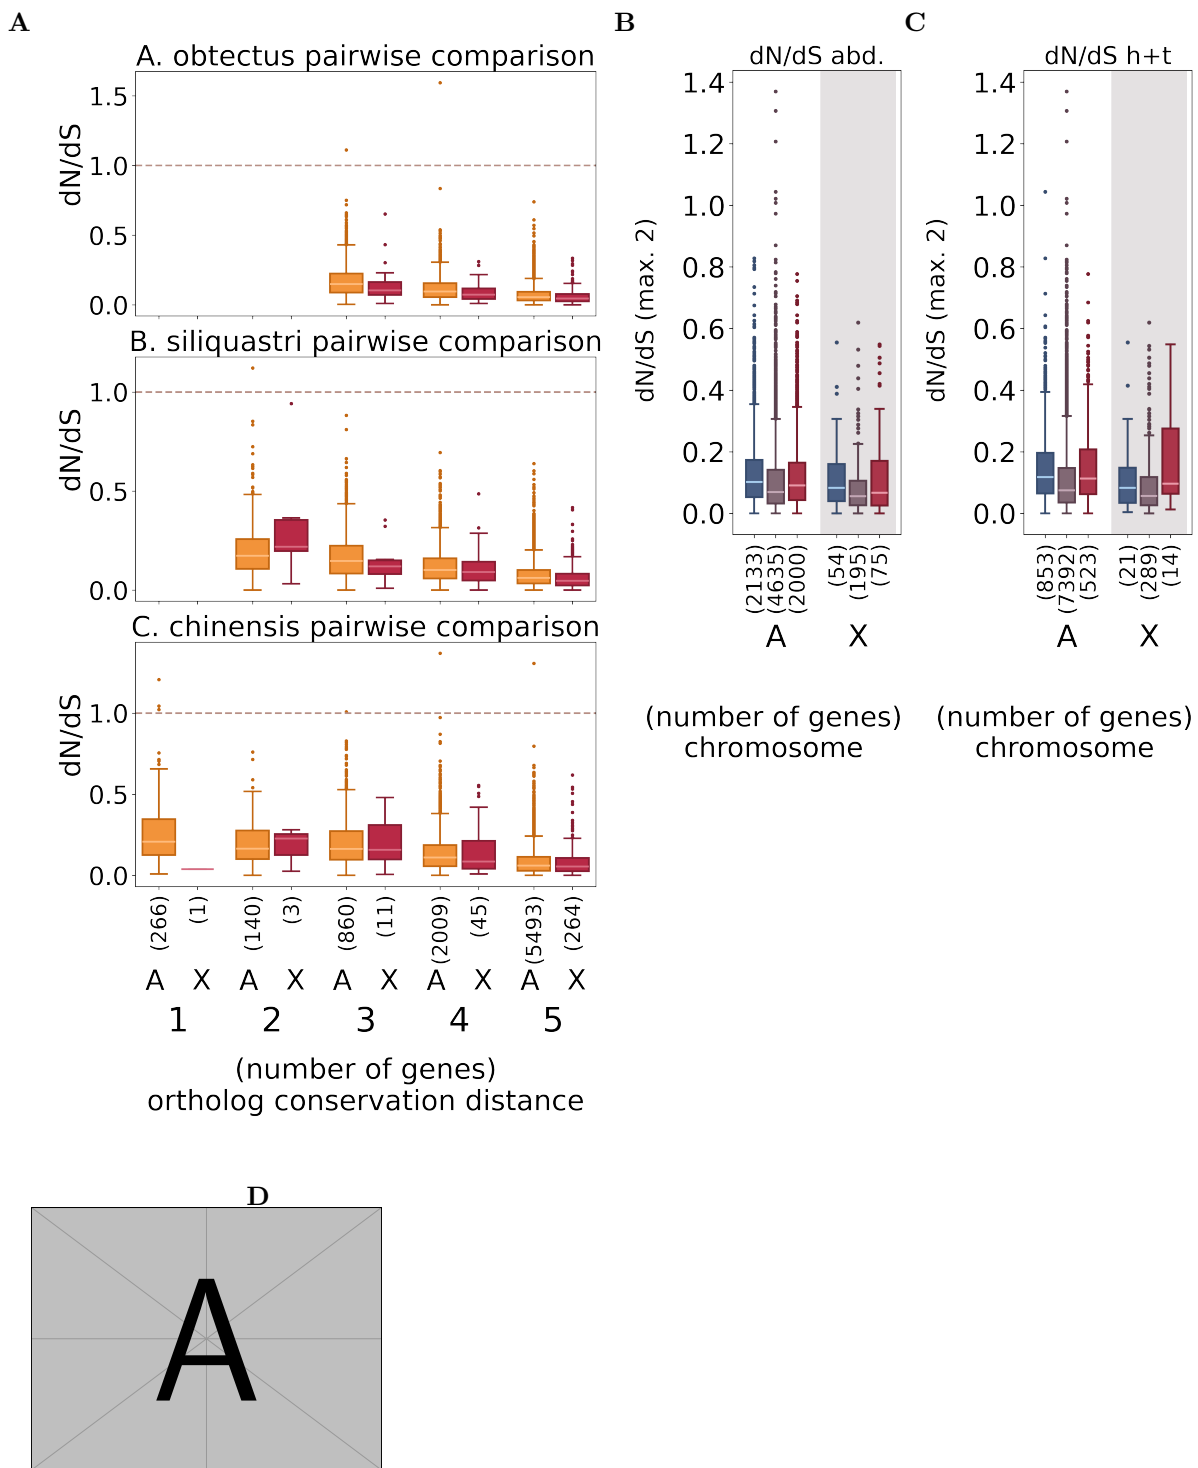 A
A. obtectus pairwise comparison
dN/dS
1.5
1.0
0.5
0.0
B. siliquastri pairwise comparison
dN/dS
1.0
0.5
0.0
C. chinensis pairwise comparison
dN/dS
1.0
0.5
0.0
(266) (1) (140) (3) (860) (11) (2009) (45) (5493) (264)
A X A X A X A X A X
1 2 3 4 5
(number of genes)
ortholog conservation distance
B
dN/dS abd.
dN/dS (max. 2)
1.4
1.2
1.0
0.8
0.6
0.4
0.2
0.0
(2133) (4635) (2000) (54) (195) (75)
A X
(number of genes)
chromosome
C
dN/dS h+t
dN/dS (max. 2)
1.4
1.2
1.0
0.8
0.6
0.4
0.2
0.0
(853) (7392) (523) (21) (289) (14)
A X
(number of genes)
chromosome
D
A